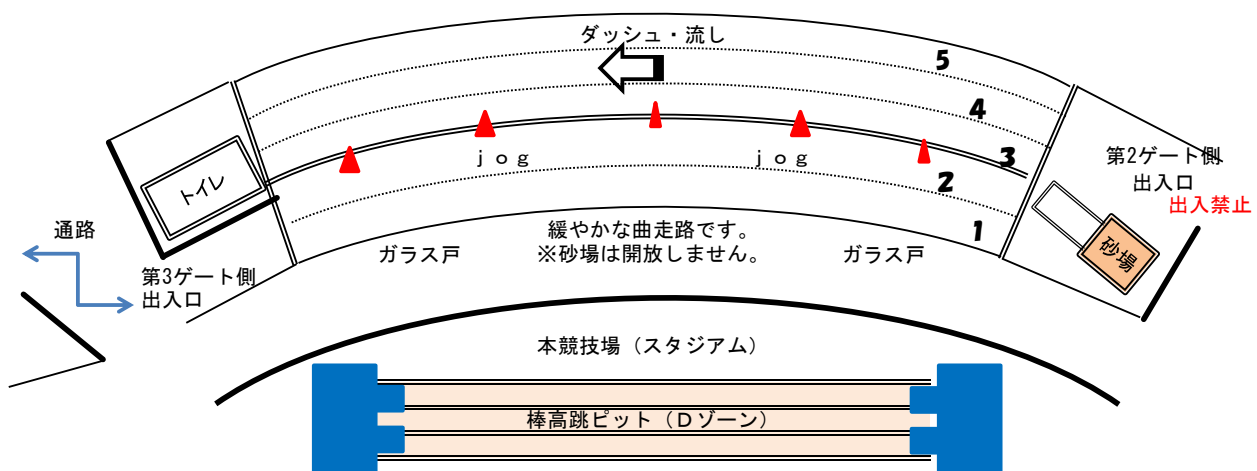 ダッシュ・流し
5
4
3
2
1
ｊｏｇ
ｊｏｇ
トイレ
第2ゲート側
出入口
出入禁止
砂場
緩やかな曲走路です。
※砂場は開放しません。
ガラス戸
ガラス戸
通路
第3ゲート側
出入口
本競技場（スタジアム）
棒高跳ピット（Ｄゾーン）